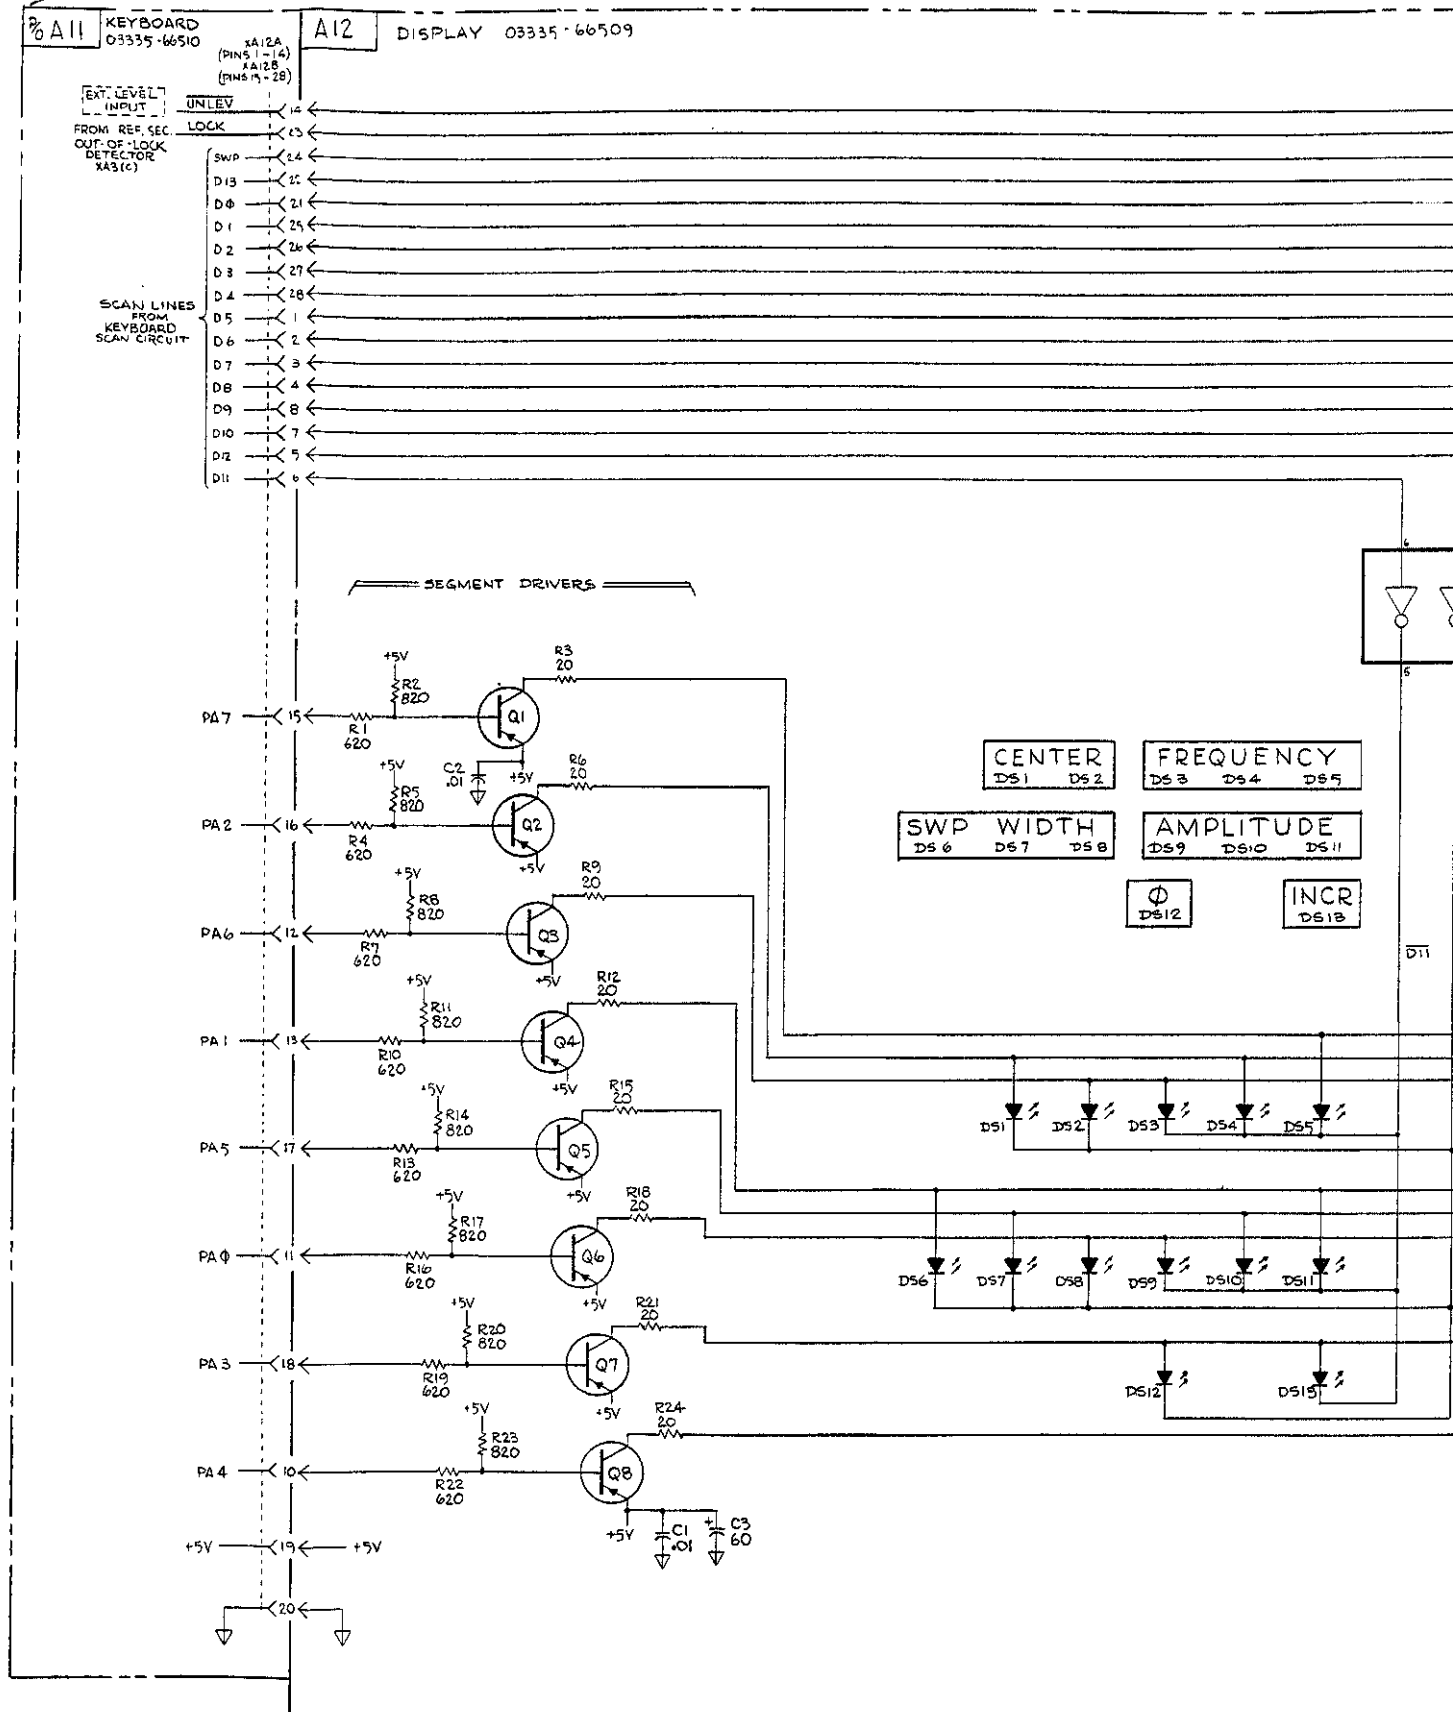 P/O A11 KEYBOARD
03335-66510
XA12A
(PINS 1-14)
XA12B
(PINS 15-28)
A12 DISPLAY 03335-66509
EXT. LEVEL
INPUT
UNLEV 14
FROM REF. SEC.
OUT-OF-LOCK
DETECTOR
XA3(C)
LOCK 23
SCAN LINES
FROM
KEYBOARD
SCAN CIRCUIT
SWP 24
D13
DΦ 21
D1 25
D2 26
D3 27
D4 28
D5 1
D6 2
D7 3
D8 4
D9 8
D10 7
D12 5
D11 6
6
5
SEGMENT DRIVERS
PA7 15
R1
620
+5V
R2
820
Q1
R3
20
C2
.01
+5V
PA2 16
R4
620
+5V
R5
820
Q2
R6
20
+5V
PA6 12
R7
620
+5V
R8
820
Q3
R9
20
+5V
PA1 13
R10
620
+5V
R11
820
Q4
R12
20
+5V
PA5 17
R13
620
+5V
R14
820
Q5
R15
20
+5V
PAΦ 11
R16
620
+5V
R17
820
Q6
R18
20
+5V
PA3 18
R19
620
+5V
R20
820
Q7
R21
20
+5V
PA4 10
R22
620
+5V
R23
820
Q8
R24
20
+5V
C1
.01
+ C3
60
+5V 19 +5V
20
CENTER
DS1 DS2
FREQUENCY
DS3 DS4 DS5
SWP WIDTH
DS6 DS7 DS8
AMPLITUDE
DS9 DS10 DS11
Φ
DS12
INCR
DS13
D11
DS1 DS2 DS3 DS4 DS5
DS6 DS7 DS8 DS9 DS10 DS11
DS12 DS13